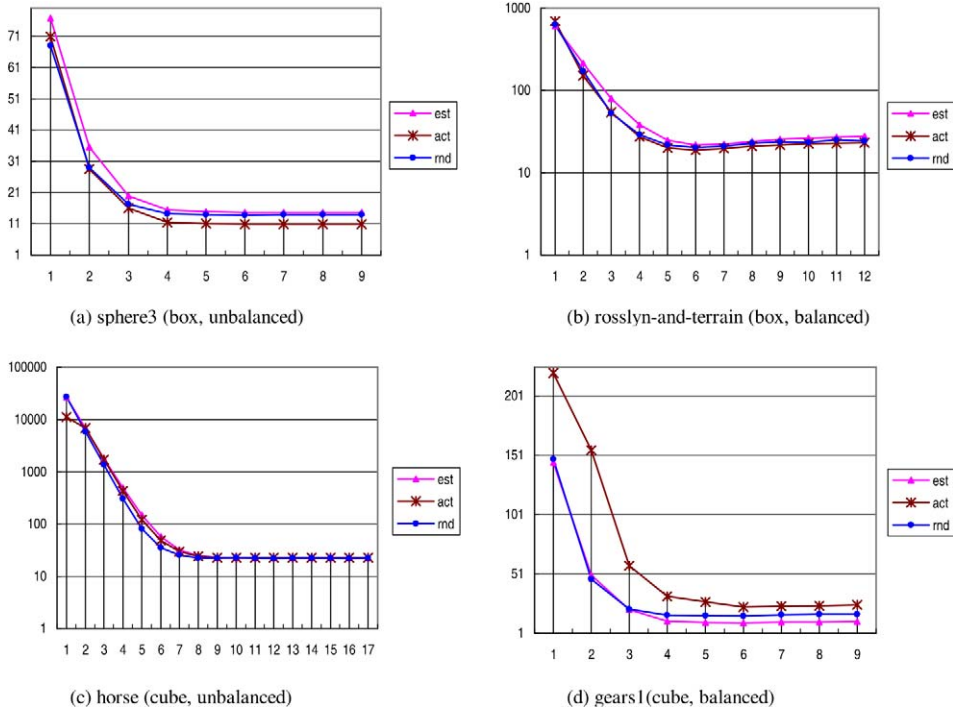 71
61
51
41
31
21
11
1
1 2 3 4 5 6 7 8 9
est
act
rnd
(a) sphere3 (box, unbalanced)
1000
100
10
1
1 2 3 4 5 6 7 8 9 10 11 12
est
act
rnd
(b) rosslyn-and-terrain (box, balanced)
100000
10000
1000
100
10
1
1 2 3 4 5 6 7 8 9 10 11 12 13 14 15 16 17
est
act
rnd
(c) horse (cube, unbalanced)
201
151
101
51
1
1 2 3 4 5 6 7 8 9
est
act
rnd
(d) gears1(cube, balanced)